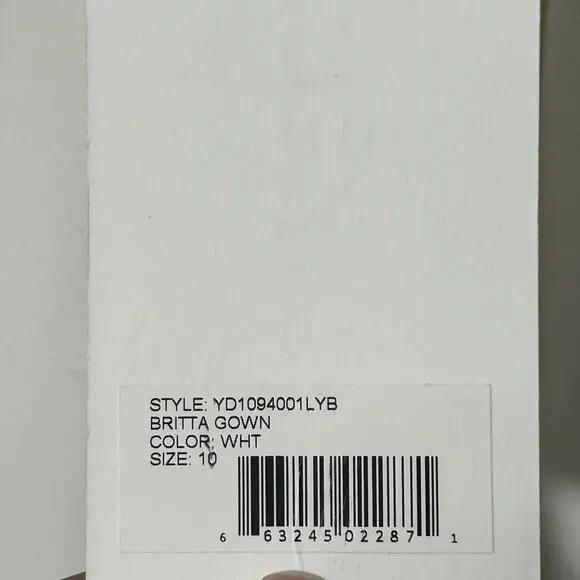 STYLE: YD1094001LYB
BRITTA GOWN
COLOR: WHT
SIZE: 10
6 63245 02287 1